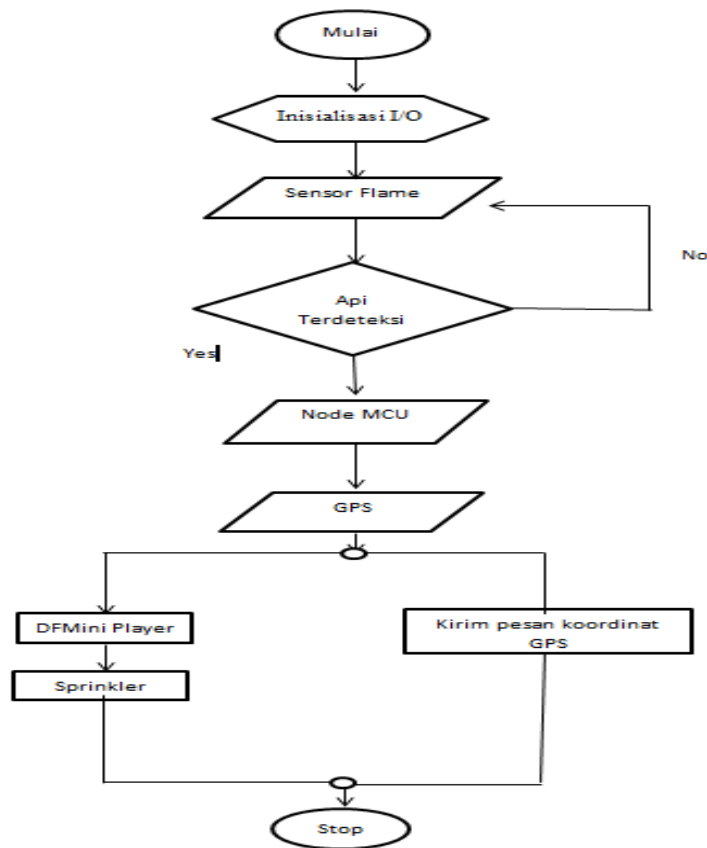 Mulai
Inisialisasi I/O
Sensor Flame
No
Api
Terdeteksi
Yes
Node MCU
GPS
DFMini Player
Kirim pesan koordinat
GPS
Sprinkler
Stop